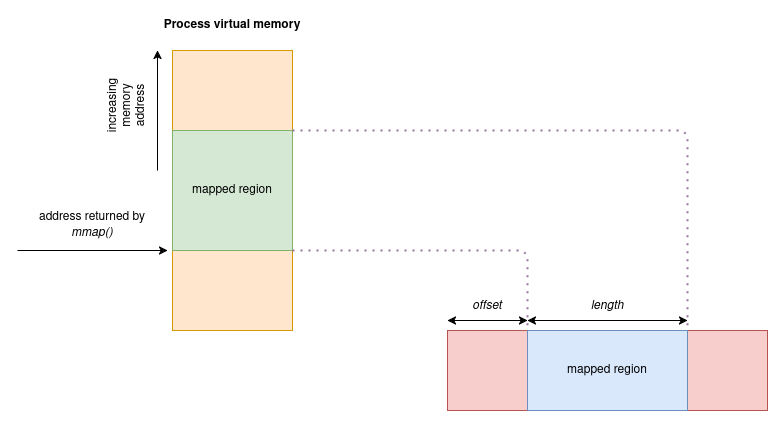 Process virtual memory
increasing
memory
address
mapped region
address returned by
mmap()
offset
length
mapped region